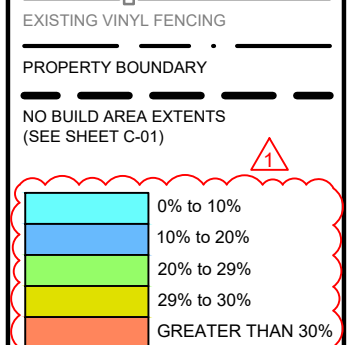 EXISTING VINYL FENCING
PROPERTY BOUNDARY
NO BUILD AREA EXTENTS
(SEE SHEET C-01)
1
0% to 10%
10% to 20%
20% to 29%
29% to 30%
GREATER THAN 30%